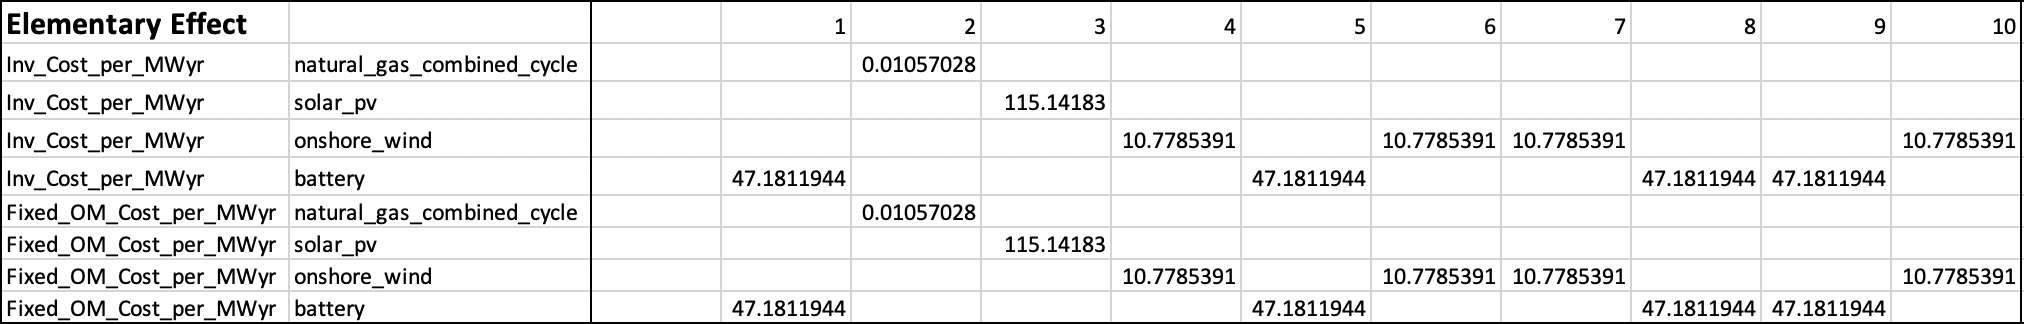 Elementary Effect 1 2 3 4 5 6 7 8 9 10
Inv_Cost_per_MWyr natural_gas_combined_cycle 0.01057028
Inv_Cost_per_MWyr solar_pv 115.14183
Inv_Cost_per_MWyr onshore_wind 10.7785391 10.7785391 10.7785391 10.7785391
Inv_Cost_per_MWyr battery 47.1811944 47.1811944 47.1811944 47.1811944
Fixed_OM_Cost_per_MWyr natural_gas_combined_cycle 0.01057028
Fixed_OM_Cost_per_MWyr solar_pv 115.14183
Fixed_OM_Cost_per_MWyr onshore_wind 10.7785391 10.7785391 10.7785391 10.7785391
Fixed_OM_Cost_per_MWyr battery 47.1811944 47.1811944 47.1811944 47.1811944